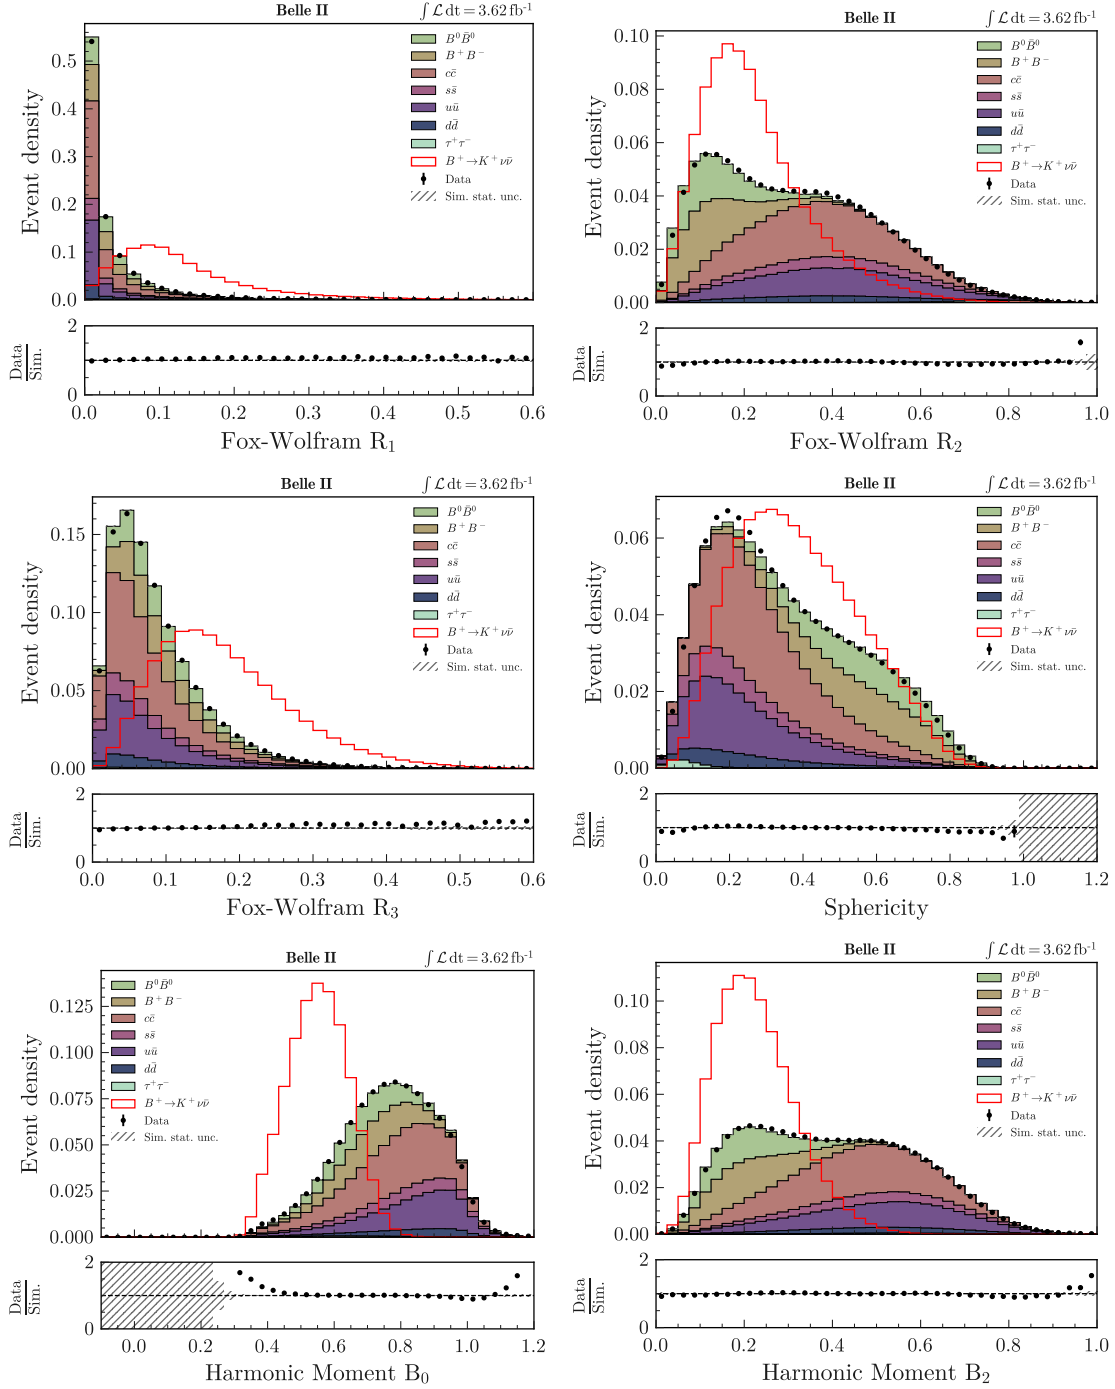 Belle II ∫ℒ dt = 3.62 fb⁻¹
Event density
0.5
0.4
0.3
0.2
0.1
0.0
B⁰B̄⁰
B⁺B⁻
cc̄
ss̄
uū
dd̄
τ⁺τ⁻
B⁺→K⁺νν̄
Data
Sim. stat. unc.
Data
Sim.
2
1
0
0.0 0.1 0.2 0.3 0.4 0.5 0.6
Fox-Wolfram R₁
Belle II ∫ℒ dt = 3.62 fb⁻¹
Event density
0.10
0.08
0.06
0.04
0.02
0.00
B⁰B̄⁰
B⁺B⁻
cc̄
ss̄
uū
dd̄
τ⁺τ⁻
B⁺→K⁺νν̄
Data
Sim. stat. unc.
Data
Sim.
2
1
0
0.0 0.2 0.4 0.6 0.8 1.0
Fox-Wolfram R₂
Belle II ∫ℒ dt = 3.62 fb⁻¹
Event density
0.15
0.10
0.05
0.00
B⁰B̄⁰
B⁺B⁻
cc̄
ss̄
uū
dd̄
τ⁺τ⁻
B⁺→K⁺νν̄
Data
Sim. stat. unc.
Data
Sim.
2
1
0
0.0 0.1 0.2 0.3 0.4 0.5 0.6
Fox-Wolfram R₃
Belle II ∫ℒ dt = 3.62 fb⁻¹
Event density
0.06
0.04
0.02
0.00
B⁰B̄⁰
B⁺B⁻
cc̄
ss̄
uū
dd̄
τ⁺τ⁻
B⁺→K⁺νν̄
Data
Sim. stat. unc.
Data
Sim.
2
1
0
0.0 0.2 0.4 0.6 0.8 1.0 1.2
Sphericity
Belle II ∫ℒ dt = 3.62 fb⁻¹
Event density
0.125
0.100
0.075
0.050
0.025
0.000
B⁰B̄⁰
B⁺B⁻
cc̄
ss̄
uū
dd̄
τ⁺τ⁻
B⁺→K⁺νν̄
Data
Sim. stat. unc.
Data
Sim.
2
1
0
0.0 0.2 0.4 0.6 0.8 1.0 1.2
Harmonic Moment B₀
Belle II ∫ℒ dt = 3.62 fb⁻¹
Event density
0.10
0.08
0.06
0.04
0.02
0.00
B⁰B̄⁰
B⁺B⁻
cc̄
ss̄
uū
dd̄
τ⁺τ⁻
B⁺→K⁺νν̄
Data
Sim. stat. unc.
Data
Sim.
2
1
0
0.0 0.2 0.4 0.6 0.8 1.0
Harmonic Moment B₂